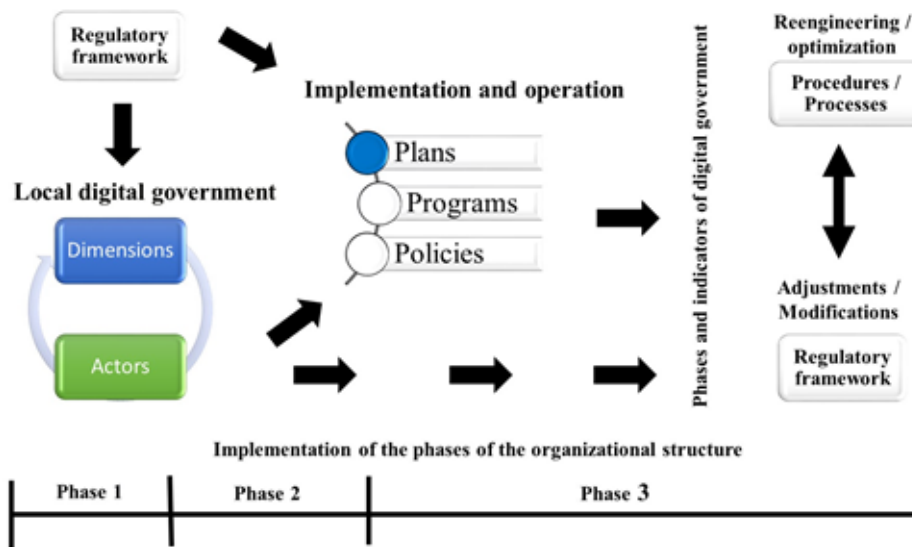 Regulatory
framework
Implementation and operation
Plans
Programs
Policies
Local digital government
Dimensions
Actors
Phases and indicators of digital government
Reengineering /
optimization
Procedures /
Processes
Adjustments /
Modifications
Regulatory
framework
Implementation of the phases of the organizational structure
Phase 1
Phase 2
Phase 3